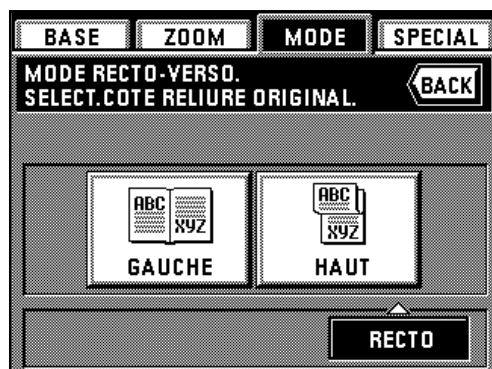 BASE ZOOM MODE SPECIAL
MODE RECTO-VERSO.
SELECT.COTE RELIURE ORIGINAL.
BACK
ABC XYZ
ABC XYZ
GAUCHE HAUT
RECTO